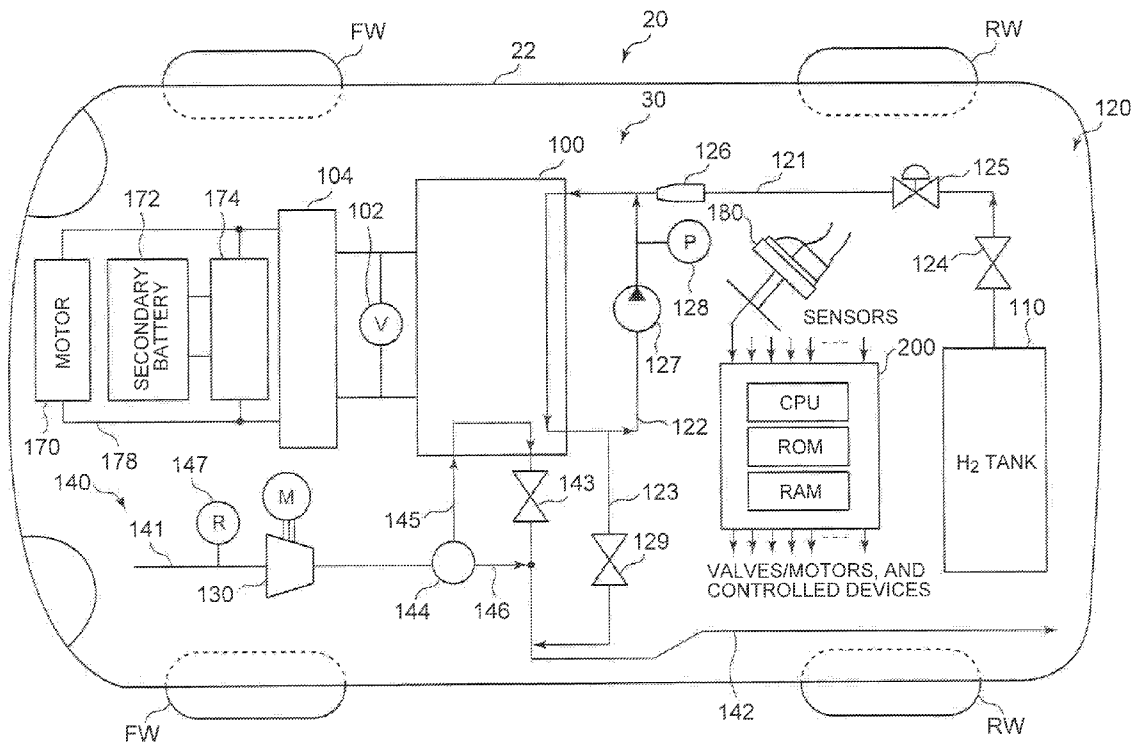 FW
22
20
RW
30
120
100
126
121
125
104
102
172
174
180
P
128
124
V
127
SENSORS
110
200
MOTOR
SECONDARY
BATTERY
CPU
ROM
RAM
H2 TANK
122
170
178
147
143
123
140
M
145
141
R
129
130
144
146
VALVES/MOTORS, AND
CONTROLLED DEVICES
142
FW
RW